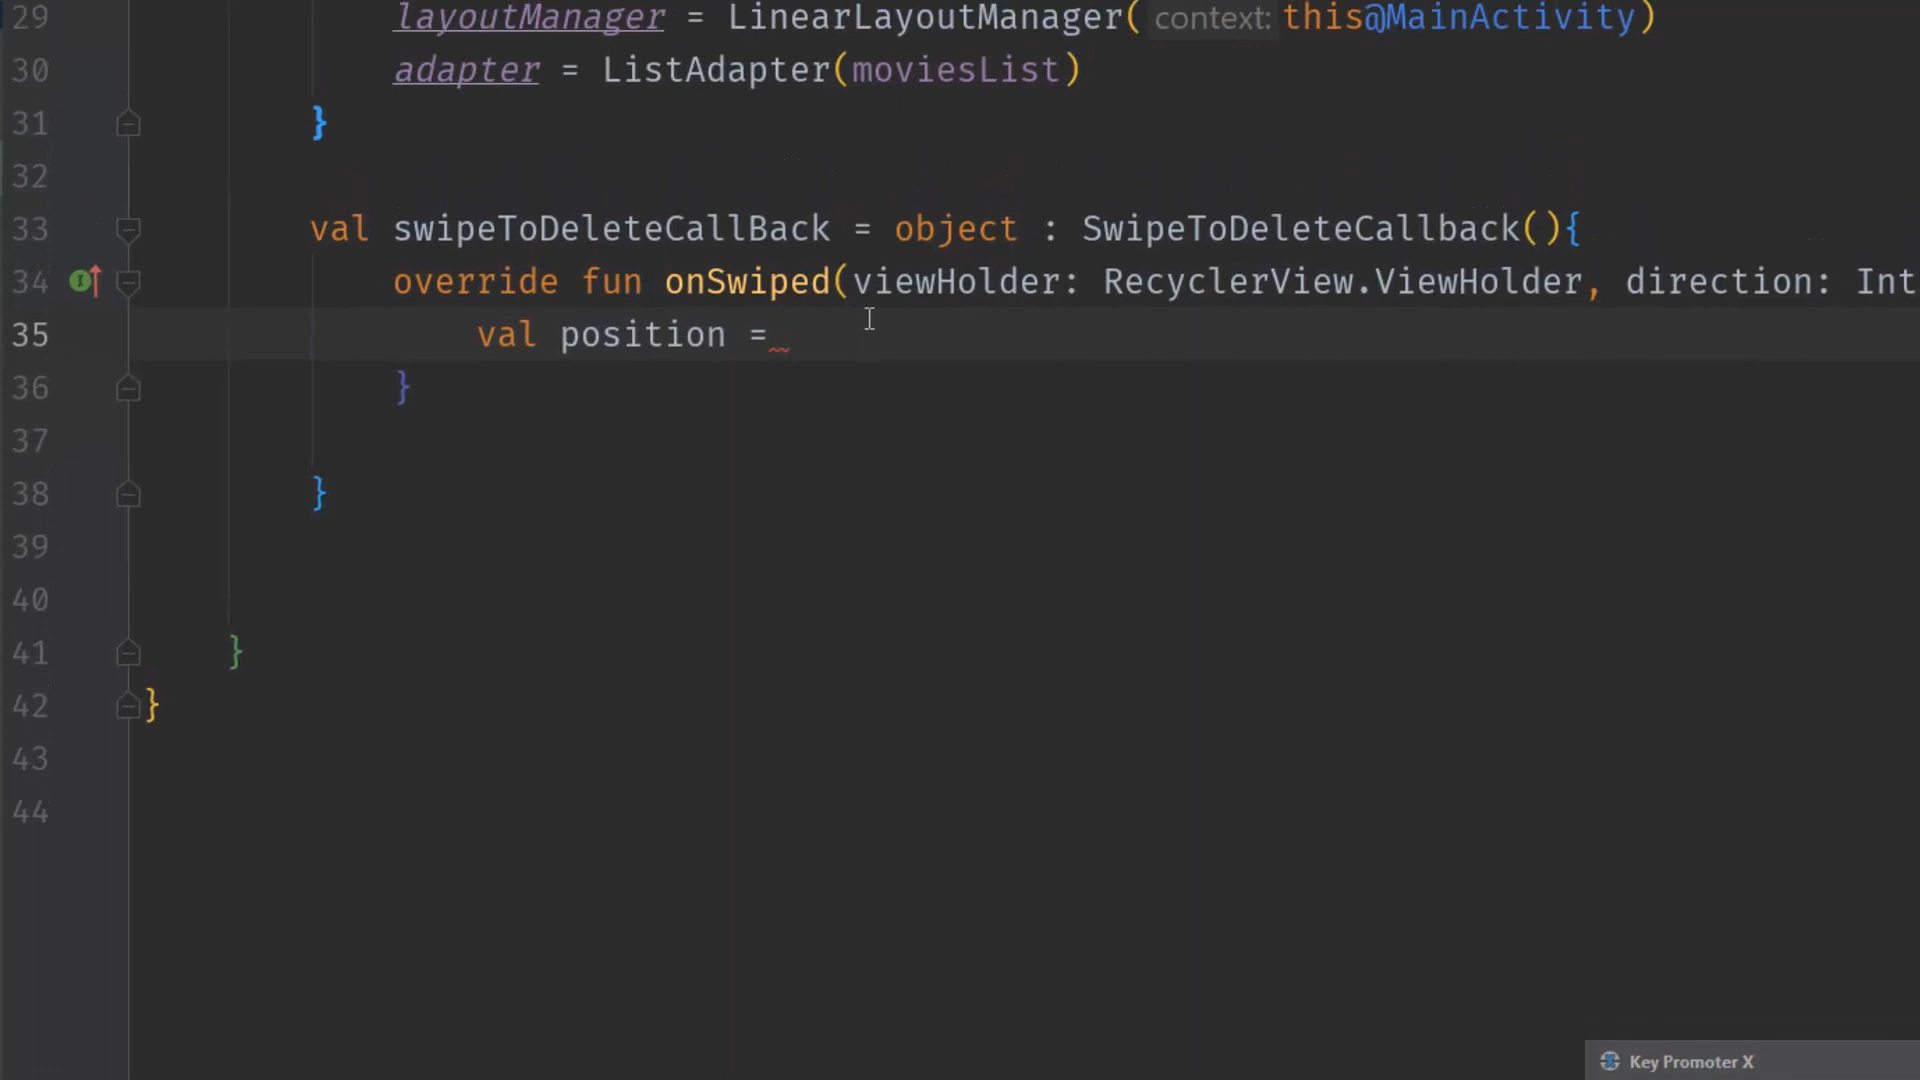 29 layoutManager = LinearLayoutManager( context: this@MainActivity)
30 adapter = ListAdapter(moviesList)
31 }
32
33 val swipeToDeleteCallBack = object : SwipeToDeleteCallback(){
34 override fun onSwiped(viewHolder: RecyclerView.ViewHolder, direction: Int
35 val position =
36 }
37
38 }
39
40
41 }
42 }
43
44
Key Promoter X